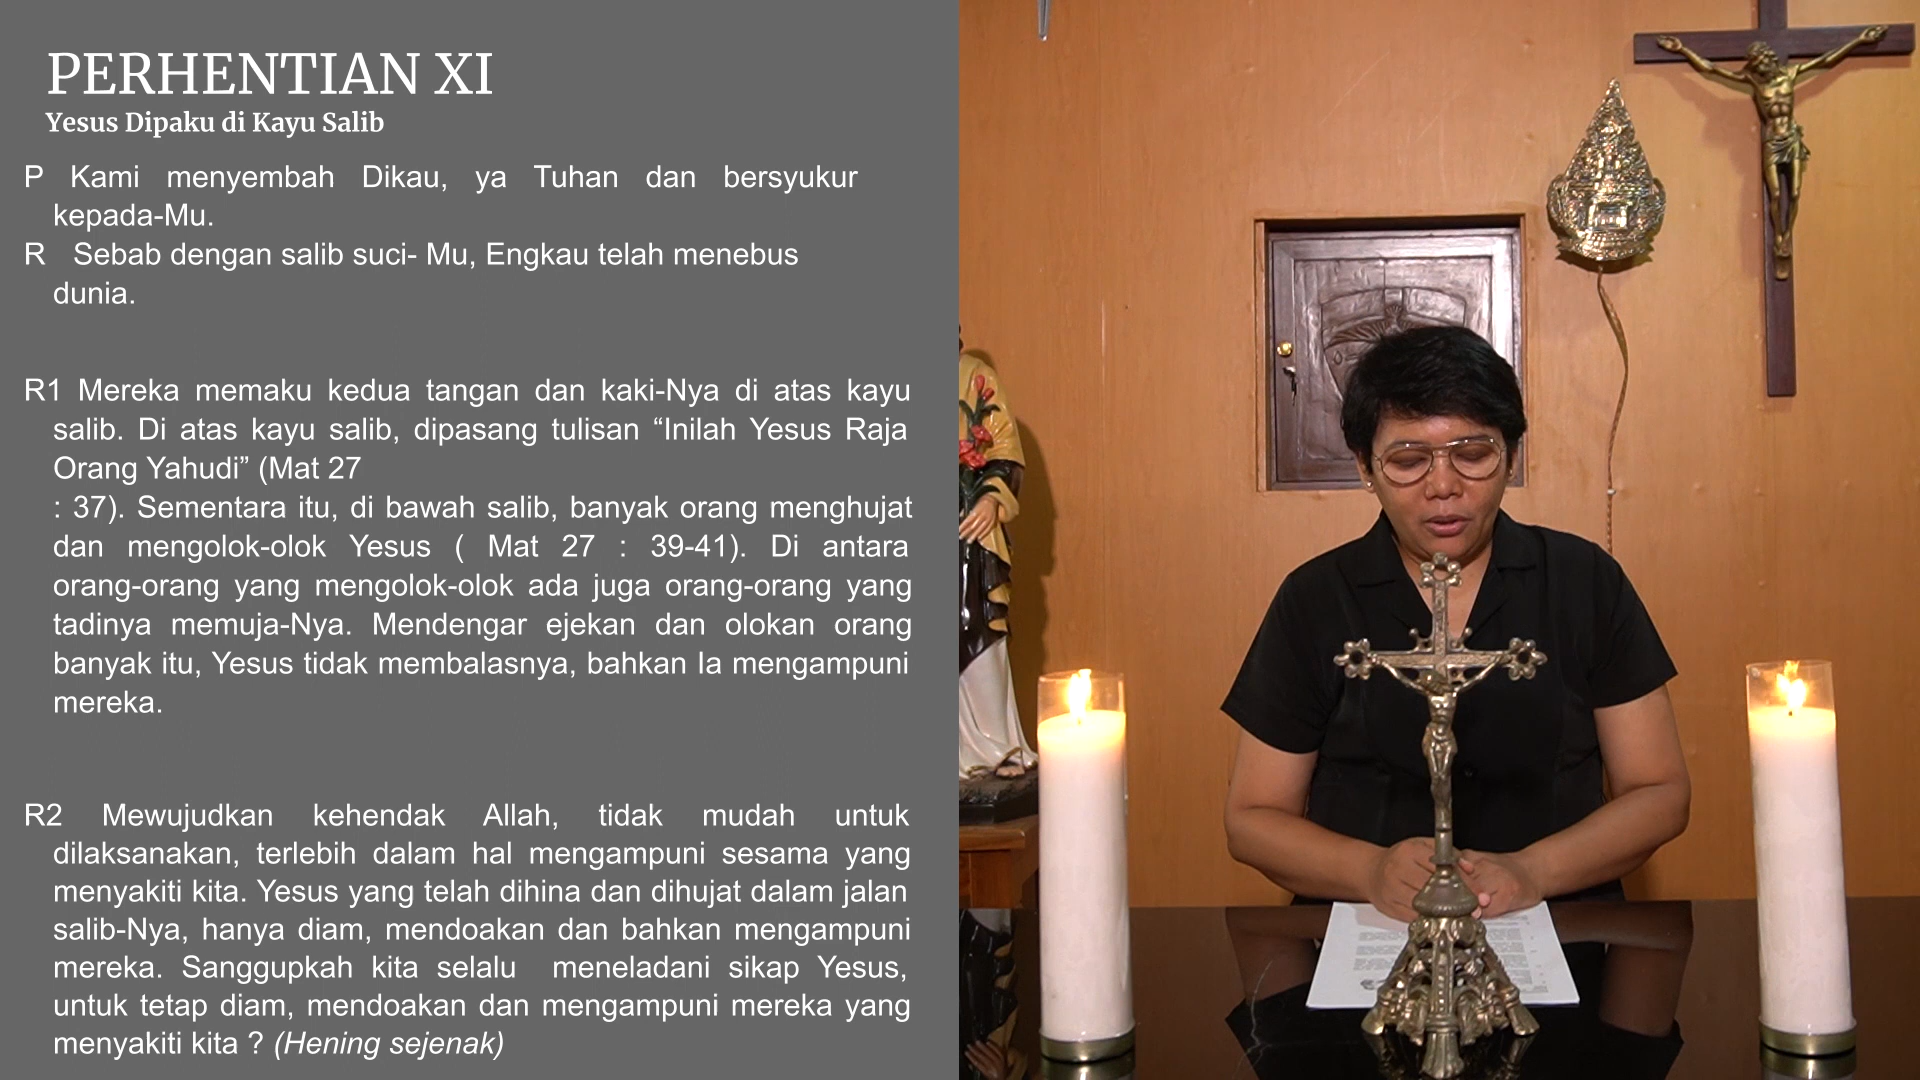 PERHENTIAN XI
Yesus Dipaku di Kayu Salib
P Kami menyembah Dikau, ya Tuhan dan bersyukur
kepada-Mu.
R Sebab dengan salib suci- Mu, Engkau telah menebus
dunia.
R1 Mereka memaku kedua tangan dan kaki-Nya di atas kayu
salib. Di atas kayu salib, dipasang tulisan “Inilah Yesus Raja
Orang Yahudi” (Mat 27
: 37). Sementara itu, di bawah salib, banyak orang menghujat
dan mengolok-olok Yesus ( Mat 27 : 39-41). Di antara
orang-orang yang mengolok-olok ada juga orang-orang yang
tadinya memuja-Nya. Mendengar ejekan dan olokan orang
banyak itu, Yesus tidak membalasnya, bahkan Ia mengampuni
mereka.
R2 Mewujudkan kehendak Allah, tidak mudah untuk
dilaksanakan, terlebih dalam hal mengampuni sesama yang
menyakiti kita. Yesus yang telah dihina dan dihujat dalam jalan
salib-Nya, hanya diam, mendoakan dan bahkan mengampuni
mereka. Sanggupkah kita selalu meneladani sikap Yesus,
untuk tetap diam, mendoakan dan mengampuni mereka yang
menyakiti kita ? (Hening sejenak)